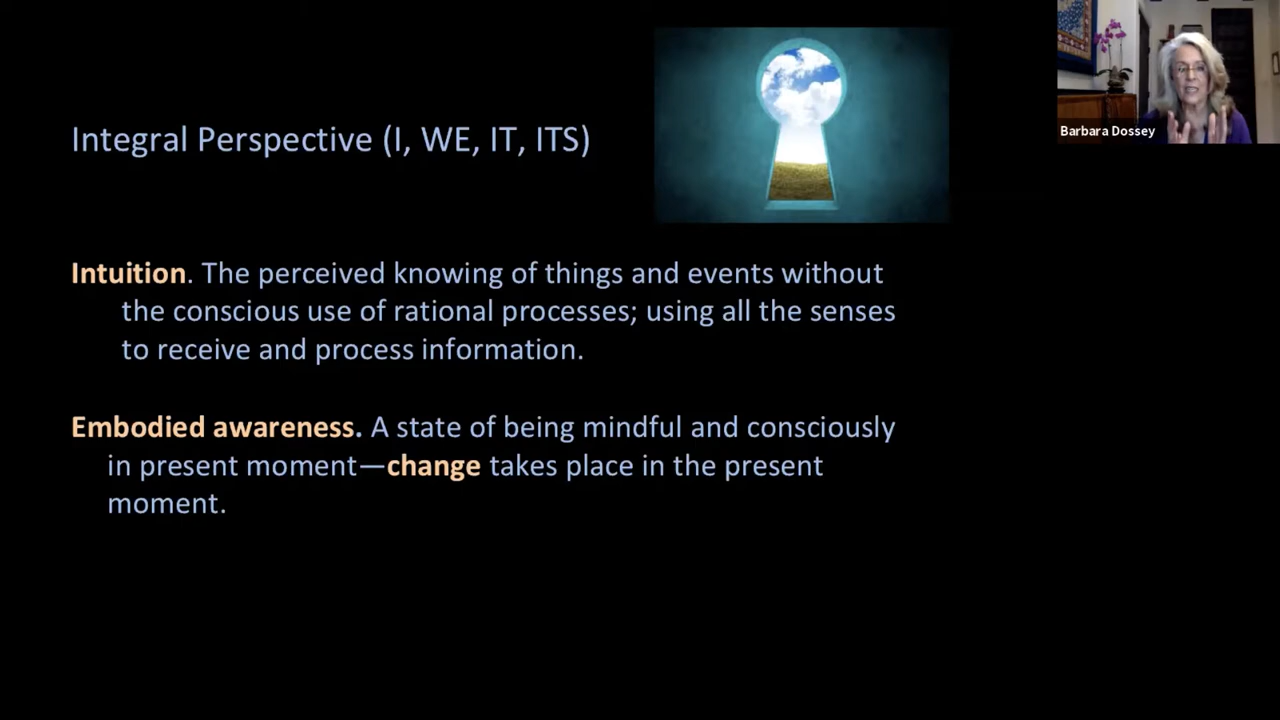 Integral Perspective (I, WE, IT, ITS)
Barbara Dossey
Intuition. The perceived knowing of things and events without
the conscious use of rational processes; using all the senses
to receive and process information.
Embodied awareness. A state of being mindful and consciously
in present moment—change takes place in the present
moment.